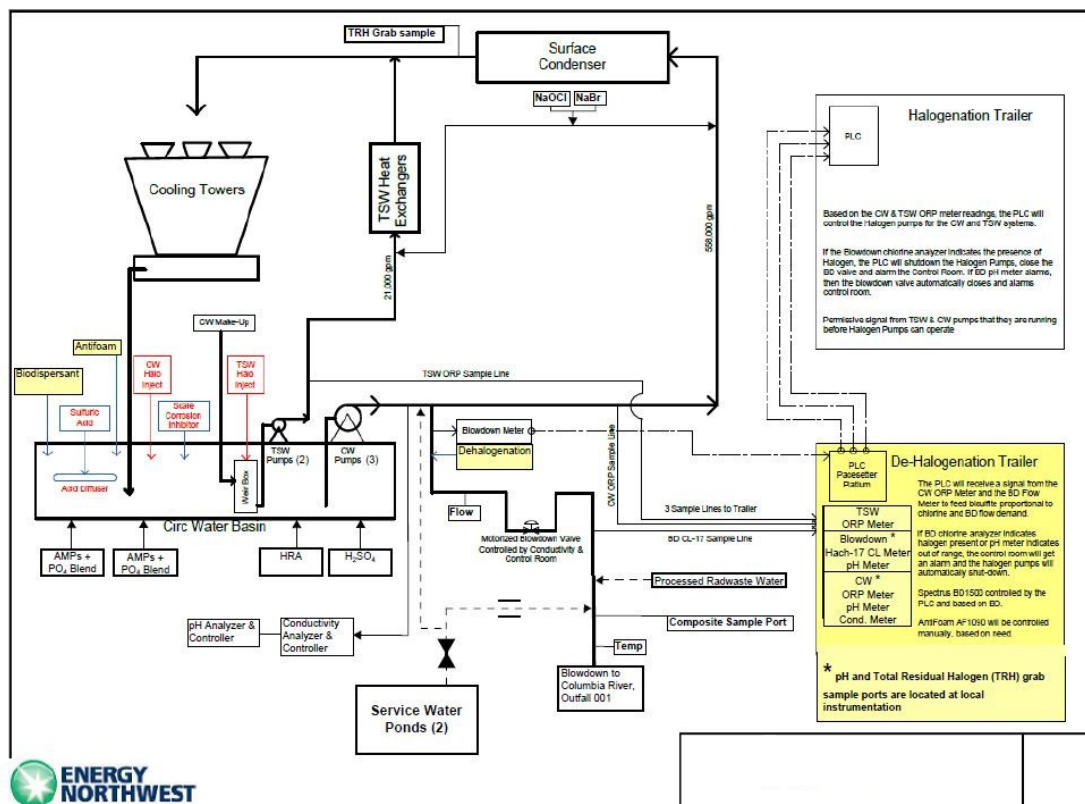 TRH Grab sample
Surface
Condenser
NaOCl
NaBr
Cooling Towers
TSW Heat
Exchangers
21,000 gpm
558,000 gpm
CW Make-Up
Antifoam
Biodispersant
CW
Halo
Inject
TSW
Halo
Inject
Sulfuric
Acid
Scale
Corrosion
Inhibitor
Acid Diffuser
Weir Box
TSW
Pumps (2)
CW
Pumps (3)
Circ Water Basin
AMPs +
PO₄ Blend
AMPs +
PO₄ Blend
HRA
H₂SO₄
TSW ORP Sample Line
Blowdown Meter
Dehalogenation
CW ORP Sample Line
Flow
3 Sample Lines to Trailer
Motorized Blowdown Valve
Controlled by Conductivity &
Control Room
BD CL-17 Sample Line
Processed Radwaste Water
Composite Sample Port
Temp
pH Analyzer &
Controller
Conductivity
Analyzer &
Controller
Service Water
Ponds (2)
Blowdown to
Columbia River,
Outfall 001
Halogenation Trailer
PLC
Based on the CW & TSW ORP meter readings, the PLC will
control the Halogen pumps for the CW and TSW systems.
If the Blowdown chlorine analyzer indicates the presence of
Halogen, the PLC will shutdown the Halogen Pumps, close the
BD valve and alarm the Control Room. If BD pH meter alarms,
then the blowdown valve automatically closes and alarms
control room.
Permissive signal from TSW & CW pumps that they are running
before Halogen Pumps can operate
De-Halogenation Trailer
PLC
Pacesetter
Platium
The PLC will receive a signal from the
CW ORP Meter and the BD Flow
Meter to feed bisulfite proportional to
chlorine and BD flow demand.
If BD chlorine analyzer indicates
halogen present or pH meter indicates
out of range, the control room will get
an alarm and the halogen pumps will
automatically shut-down.
Spectrus BD1500 controlled by the
PLC and based on BD.
AntiFoam AF1090 will be controlled
manually, based on need
TSW
ORP Meter
Blowdown *
Hach-17 CL Meter
pH Meter
CW *
ORP Meter
pH Meter
Cond. Meter
* pH and Total Residual Halogen (TRH) grab
sample ports are located at local
instrumentation
ENERGY
NORTHWEST